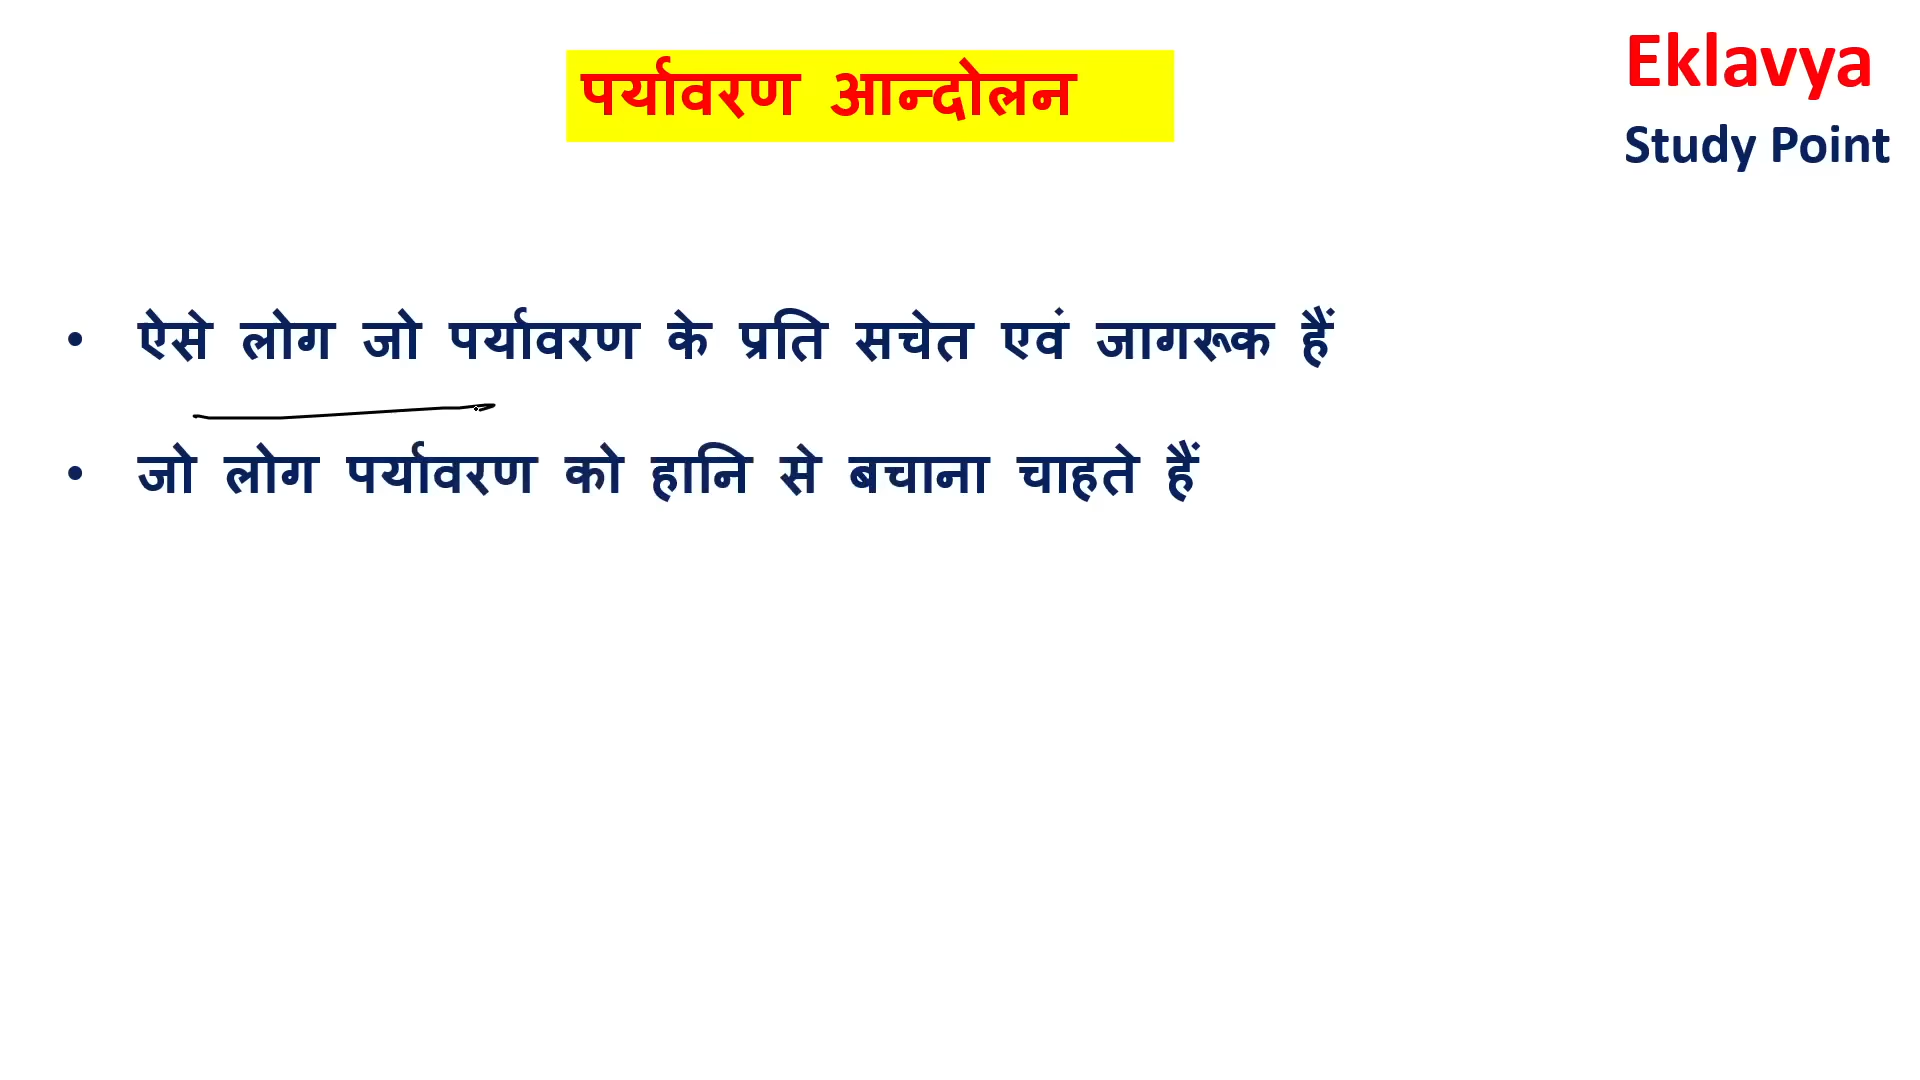 पर्यावरण आन्दोलन
Eklavya
Study Point
• ऐसे लोग जो पर्यावरण के प्रति सचेत एवं जागरूक हैं
• जो लोग पर्यावरण को हानि से बचाना चाहते हैं